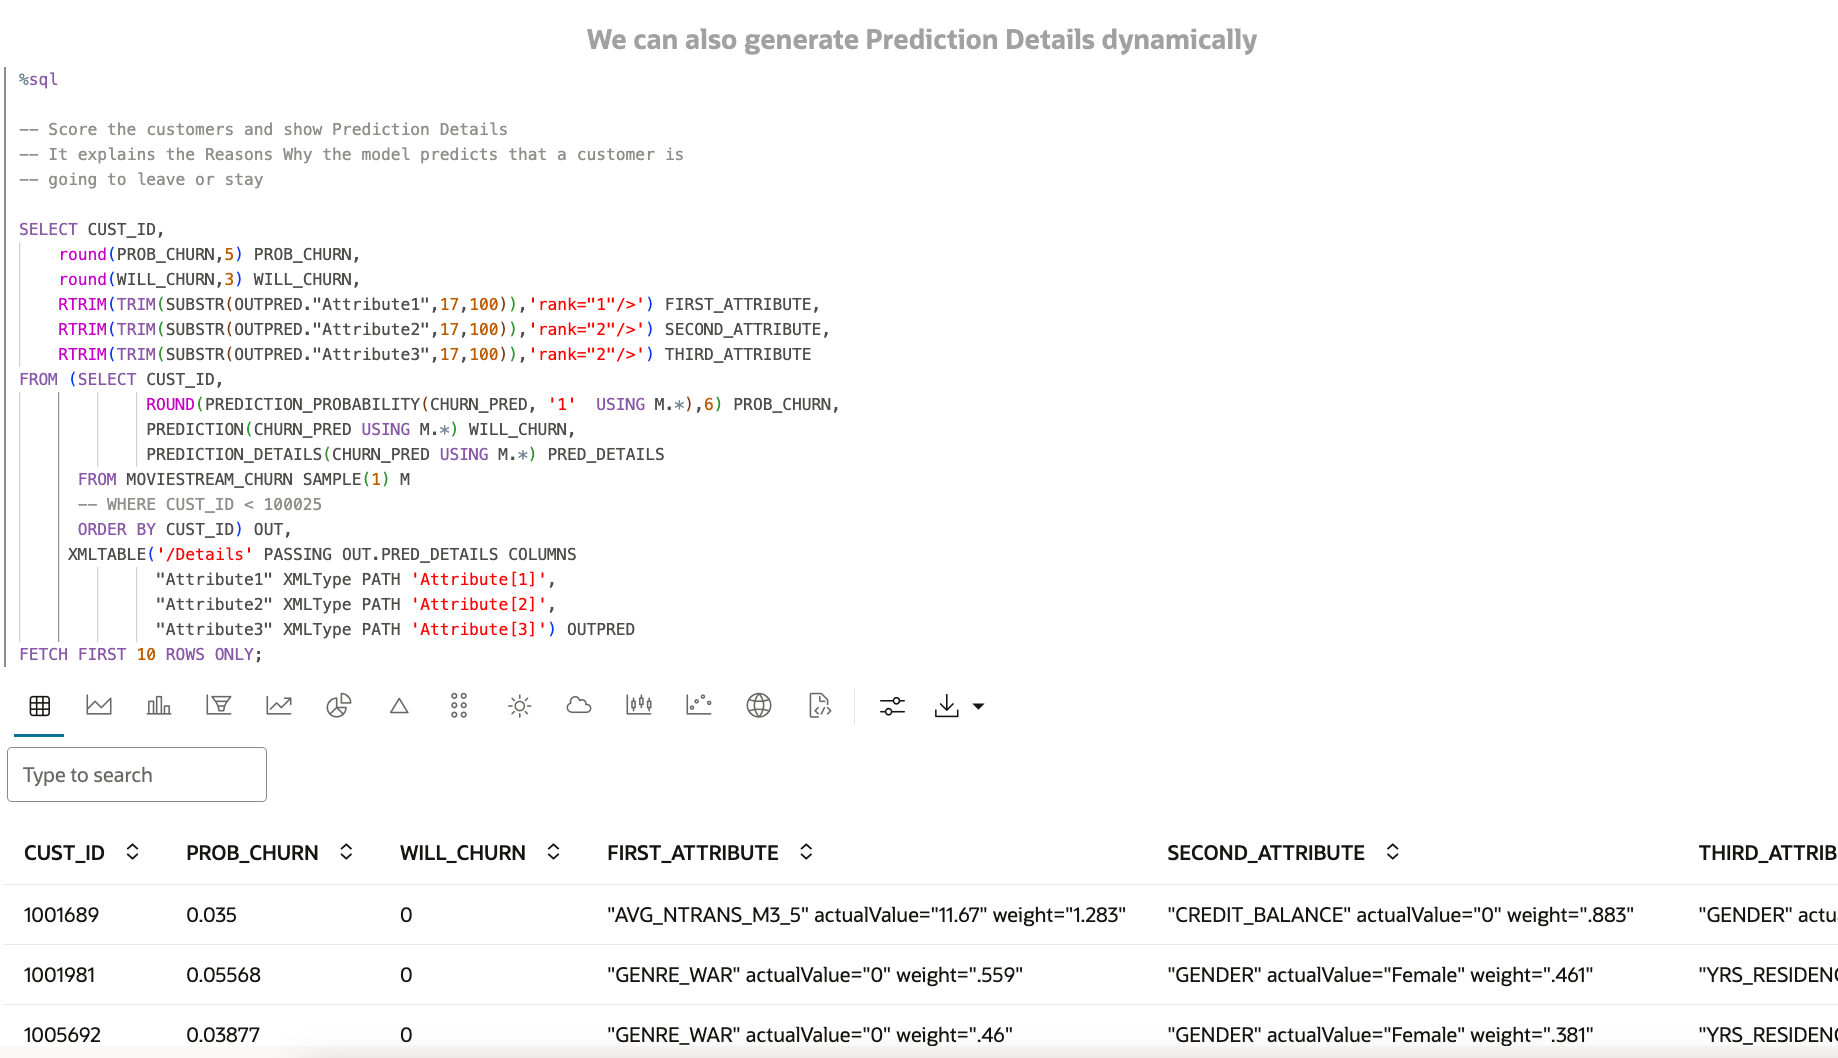 We can also generate Prediction Details dynamically
%sql
-- Score the customers and show Prediction Details
-- It explains the Reasons Why the model predicts that a customer is
-- going to leave or stay
SELECT CUST_ID,
round(PROB_CHURN,5) PROB_CHURN,
round(WILL_CHURN,3) WILL_CHURN,
RTRIM(TRIM(SUBSTR(OUTPRED."Attribute1",17,100)),'rank="1"/>') FIRST_ATTRIBUTE,
RTRIM(TRIM(SUBSTR(OUTPRED."Attribute2",17,100)),'rank="2"/>') SECOND_ATTRIBUTE,
RTRIM(TRIM(SUBSTR(OUTPRED."Attribute3",17,100)),'rank="2"/>') THIRD_ATTRIBUTE
FROM (SELECT CUST_ID,
ROUND(PREDICTION_PROBABILITY(CHURN_PRED, '1'  USING M.*),6) PROB_CHURN,
PREDICTION(CHURN_PRED USING M.*) WILL_CHURN,
PREDICTION_DETAILS(CHURN_PRED USING M.*) PRED_DETAILS
FROM MOVIESTREAM_CHURN SAMPLE(1) M
-- WHERE CUST_ID < 100025
ORDER BY CUST_ID) OUT,
XMLTABLE('/Details' PASSING OUT.PRED_DETAILS COLUMNS
"Attribute1" XMLType PATH 'Attribute[1]',
"Attribute2" XMLType PATH 'Attribute[2]',
"Attribute3" XMLType PATH 'Attribute[3]') OUTPRED
FETCH FIRST 10 ROWS ONLY;
Type to search
CUST_ID PROB_CHURN WILL_CHURN FIRST_ATTRIBUTE SECOND_ATTRIBUTE THIRD_ATTRIB
1001689 0.035 0 "AVG_NTRANS_M3_5" actualValue="11.67" weight="1.283" "CREDIT_BALANCE" actualValue="0" weight=".883" "GENDER" actu
1001981 0.05568 0 "GENRE_WAR" actualValue="0" weight=".559" "GENDER" actualValue="Female" weight=".461" "YRS_RESIDENC
1005692 0.03877 0 "GENRE_WAR" actualValue="0" weight=".46" "GENDER" actualValue="Female" weight=".381" "YRS_RESIDENC